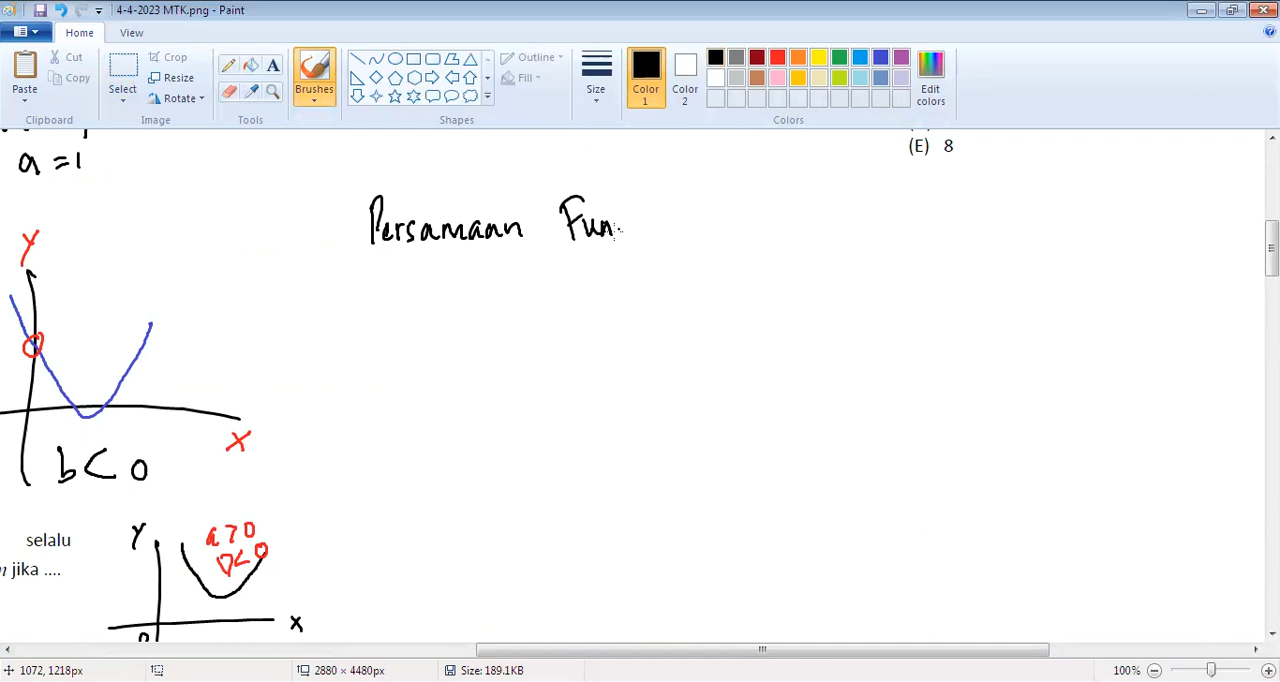 4-4-2023 MTK.png - Paint
Home
View
Paste
Cut
Copy
Clipboard
Select
Crop
Resize
Rotate
Image
Tools
Brushes
Shapes
Outline
Fill
Size
Color 1
Color 2
Edit colors
Colors
a = 1
(E) 8
Persamaan Fun
y
x
b < 0
selalu
m jika ....
y
a > 0
D < 0
x
0
1072, 1218px
2880 × 4480px
Size: 189.1KB
100%